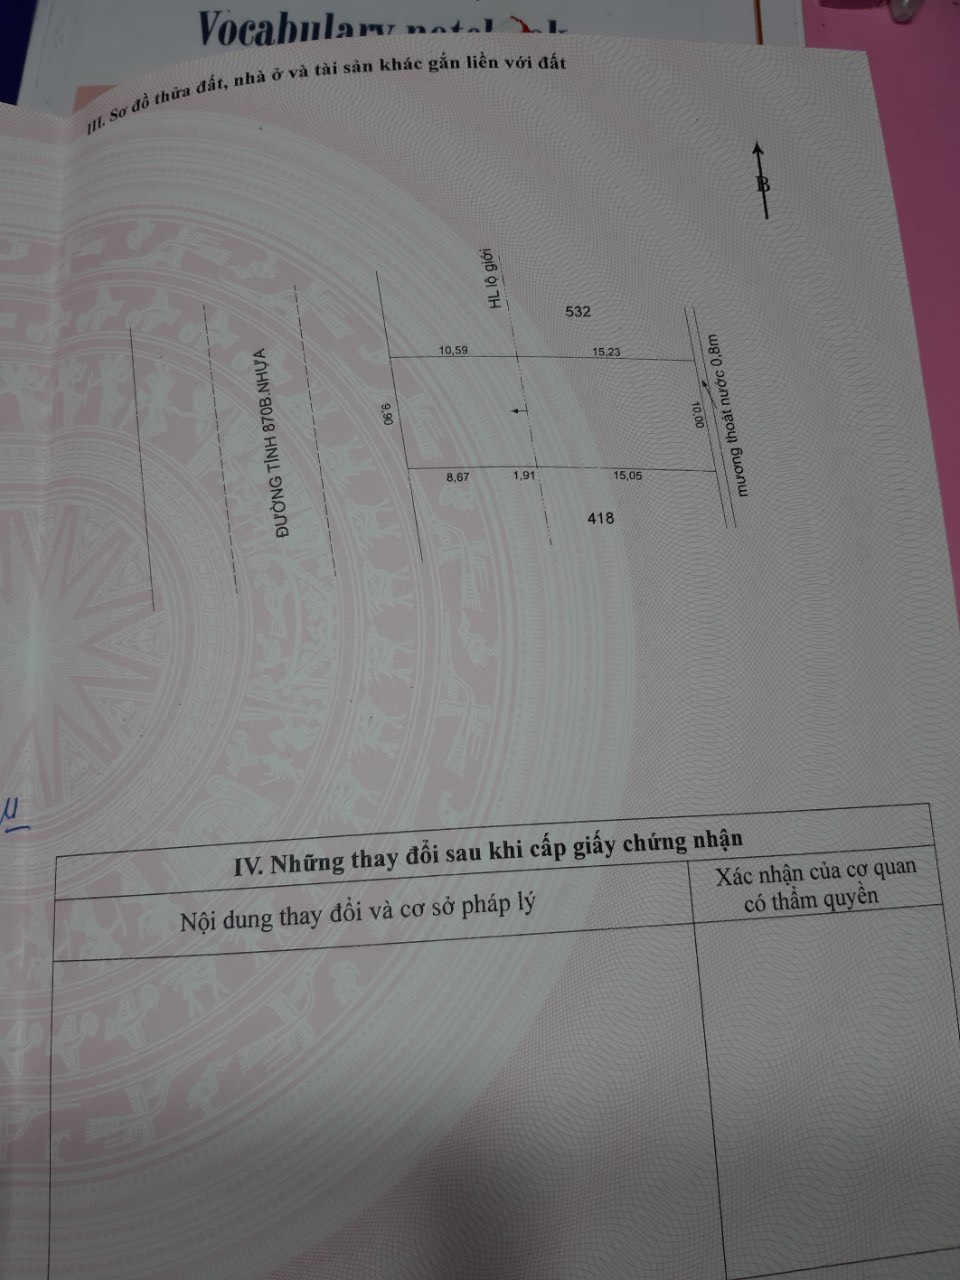 Vocabulary
III. Sơ đồ thửa đất, nhà ở và tài sản khác gắn liền với đất
B
HL lộ giới
532
10,59
15,23
ĐƯỜNG TỈNH 870B.NHỰA
9,90
10,00
mương thoát nước 0,8m
8,67
1,91
15,05
418
IV. Những thay đổi sau khi cấp giấy chứng nhận
Nội dung thay đổi và cơ sở pháp lý
Xác nhận của cơ quan
có thẩm quyền